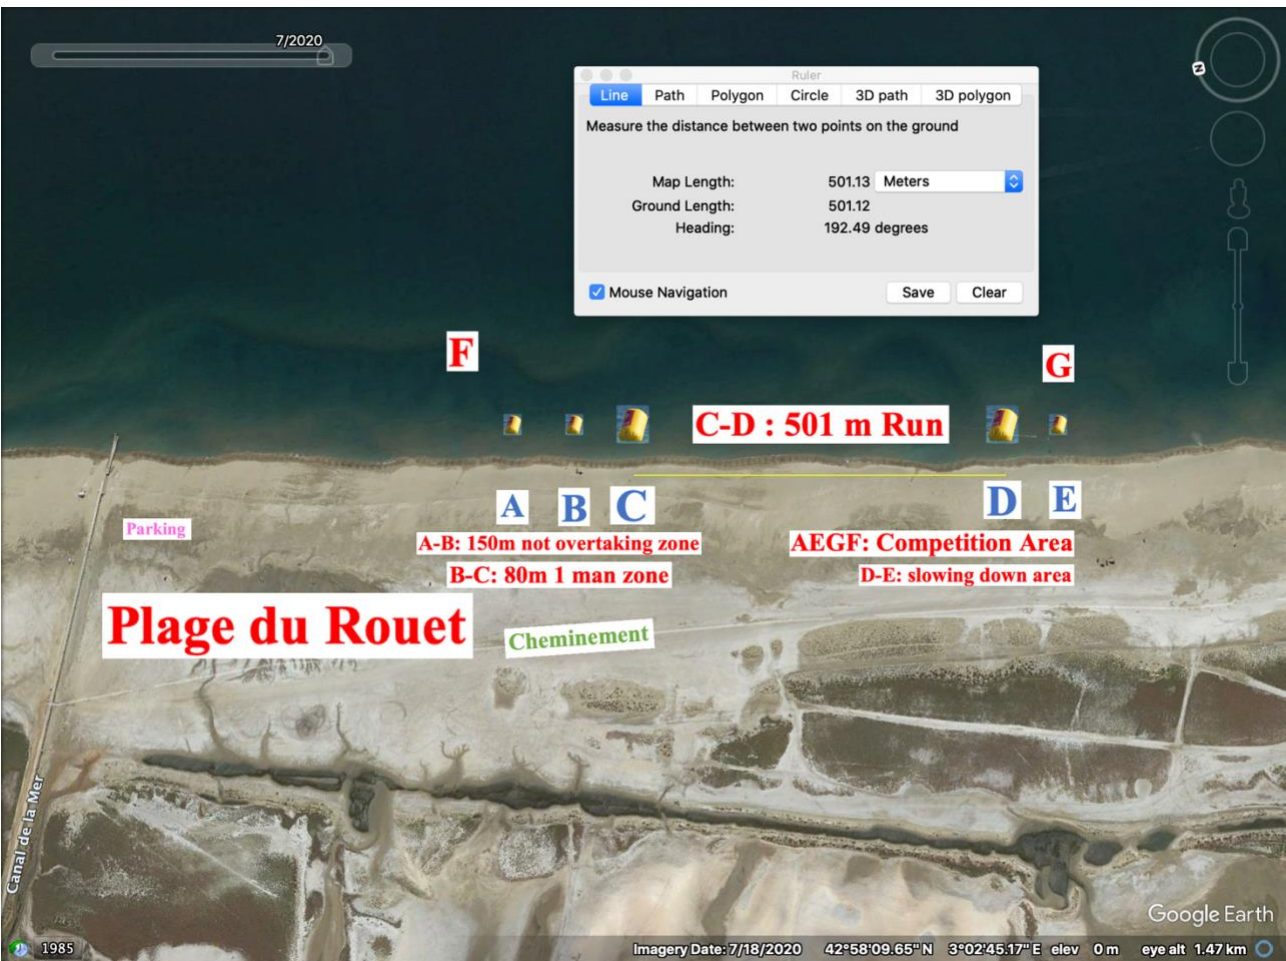 7/2020
Ruler
Line Path Polygon Circle 3D path 3D polygon
Measure the distance between two points on the ground
Map Length: 501.13 Meters
Ground Length: 501.12
Heading: 192.49 degrees
Mouse Navigation Save Clear
N
F
G
C-D : 501 m Run
A B C D E
Parking
A-B: 150m not overtaking zone
AEGF: Competition Area
B-C: 80m 1 man zone
D-E: slowing down area
Plage du Rouet
Cheminement
Canal de la Mer
Google Earth
1985
Imagery Date: 7/18/2020 42°58'09.65" N 3°02'45.17" E elev 0 m eye alt 1.47 km